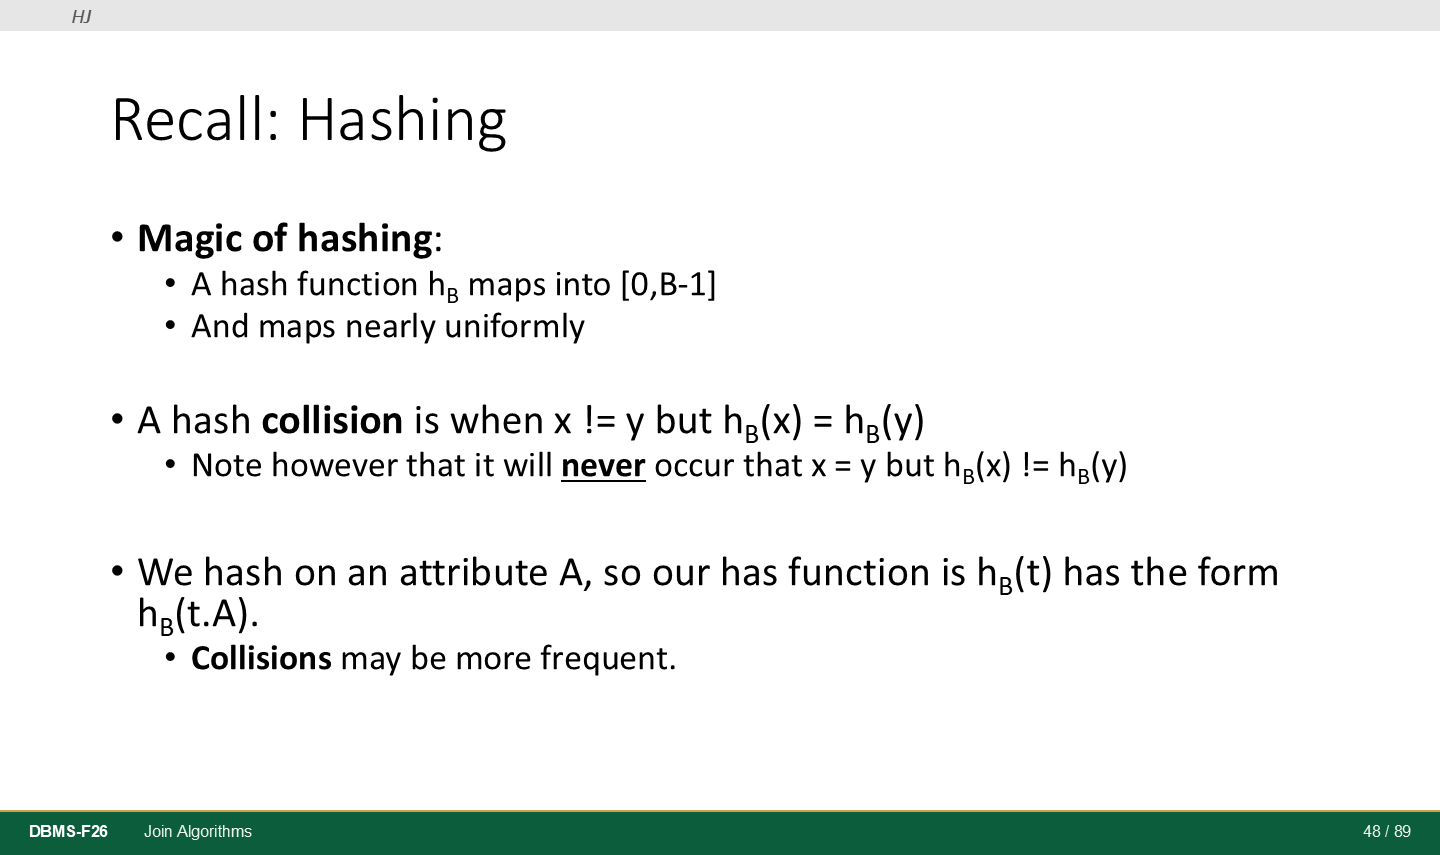 HJ
Recall: Hashing
• Magic of hashing:
• A hash function hB maps into [0,B-1]
• And maps nearly uniformly
• A hash collision is when x != y but hB(x) = hB(y)
• Note however that it will never occur that x = y but hB(x) != hB(y)
• We hash on an attribute A, so our has function is hB(t) has the form
hB(t.A).
• Collisions may be more frequent.
DBMS-F26 Join Algorithms 48 / 89